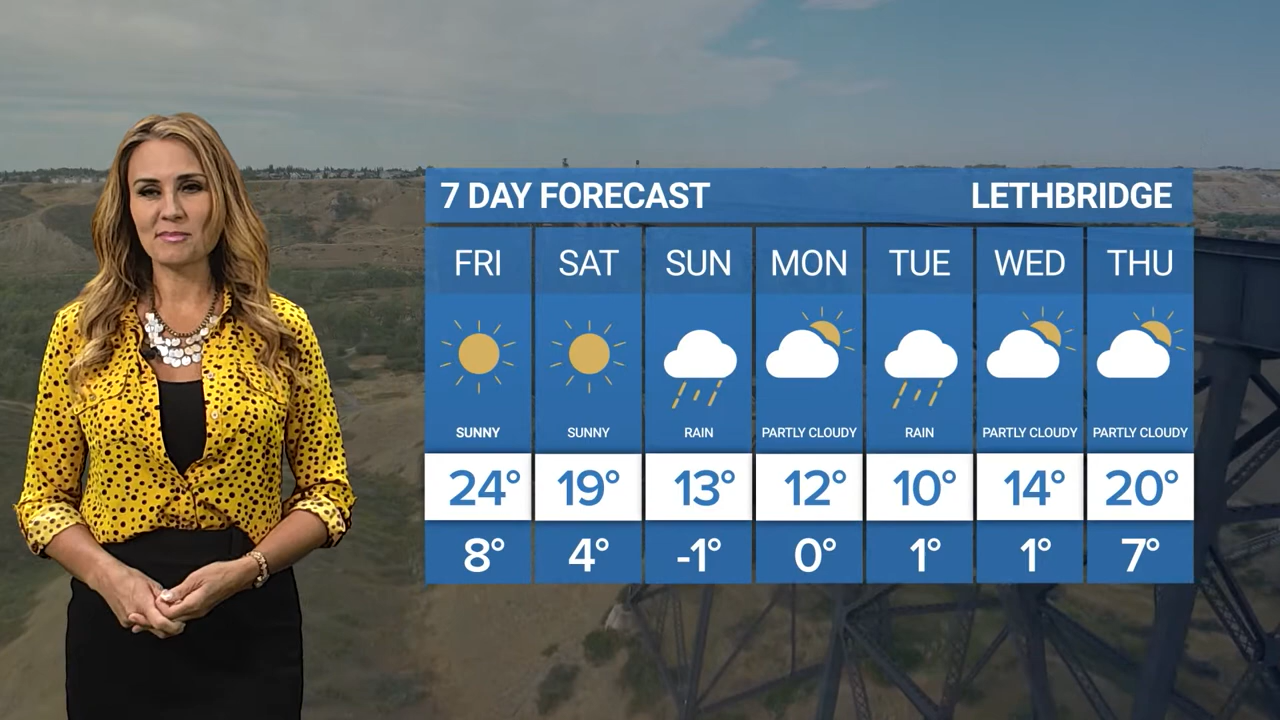 7 DAY FORECAST LETHBRIDGE
FRI SAT SUN MON TUE WED THU
SUNNY SUNNY RAIN PARTLY CLOUDY RAIN PARTLY CLOUDY PARTLY CLOUDY
24° 19° 13° 12° 10° 14° 20°
8° 4° -1° 0° 1° 1° 7°